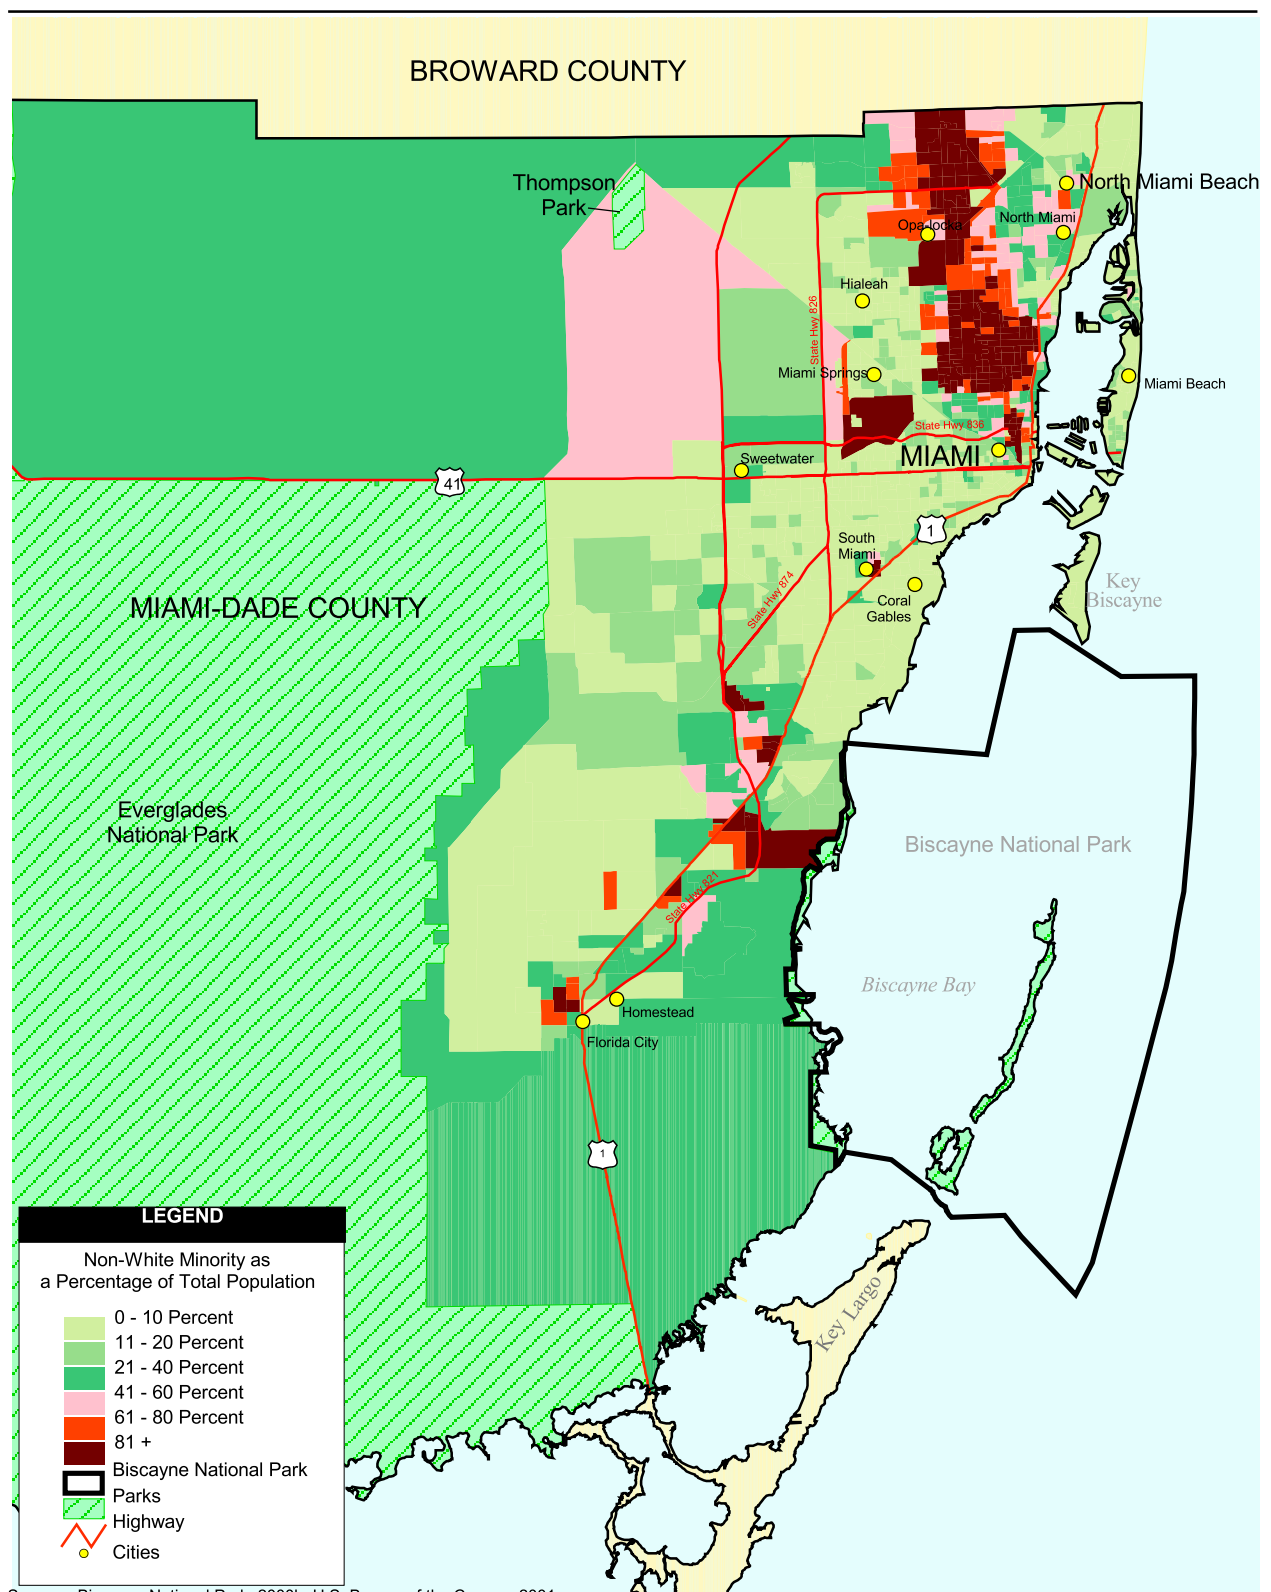 BROWARD COUNTY
Thompson
Park
North Miami Beach
Opa-locka
North Miami
Hialeah
State Hwy 826
Miami Springs
Miami Beach
State Hwy 836
MIAMI
Sweetwater
41
1
South
Miami
State Hwy 874
Coral
Gables
Key
Biscayne
MIAMI-DADE COUNTY
Everglades
National Park
Biscayne National Park
State Hwy 821
Biscayne Bay
Homestead
Florida City
1
Key Largo
LEGEND
Non-White Minority as
a Percentage of Total Population
0 - 10 Percent
11 - 20 Percent
21 - 40 Percent
41 - 60 Percent
61 - 80 Percent
81 +
Biscayne National Park
Parks
Highway
Cities